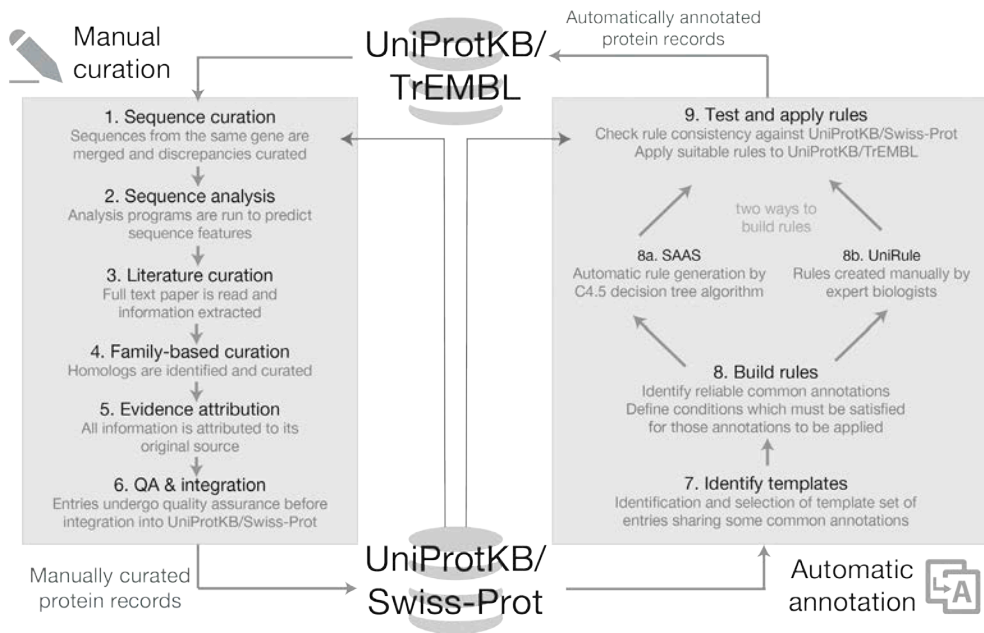 Manual
curation
UniProtKB/
TrEMBL
Automatically annotated
protein records
1. Sequence curation
Sequences from the same gene are
merged and discrepancies curated
2. Sequence analysis
Analysis programs are run to predict
sequence features
3. Literature curation
Full text paper is read and
information extracted
4. Family-based curation
Homologs are identified and curated
5. Evidence attribution
All information is attributed to its
original source
6. QA & integration
Entries undergo quality assurance before
integration into UniProtKB/Swiss-Prot
Manually curated
protein records
UniProtKB/
Swiss-Prot
9. Test and apply rules
Check rule consistency against UniProtKB/Swiss-Prot
Apply suitable rules to UniProtKB/TrEMBL
two ways to
build rules
8a. SAAS
Automatic rule generation by
C4.5 decision tree algorithm
8b. UniRule
Rules created manually by
expert biologists
8. Build rules
Identify reliable common annotations
Define conditions which must be satisfied
for those annotations to be applied
7. Identify templates
Identification and selection of template set of
entries sharing some common annotations
Automatic
annotation
A